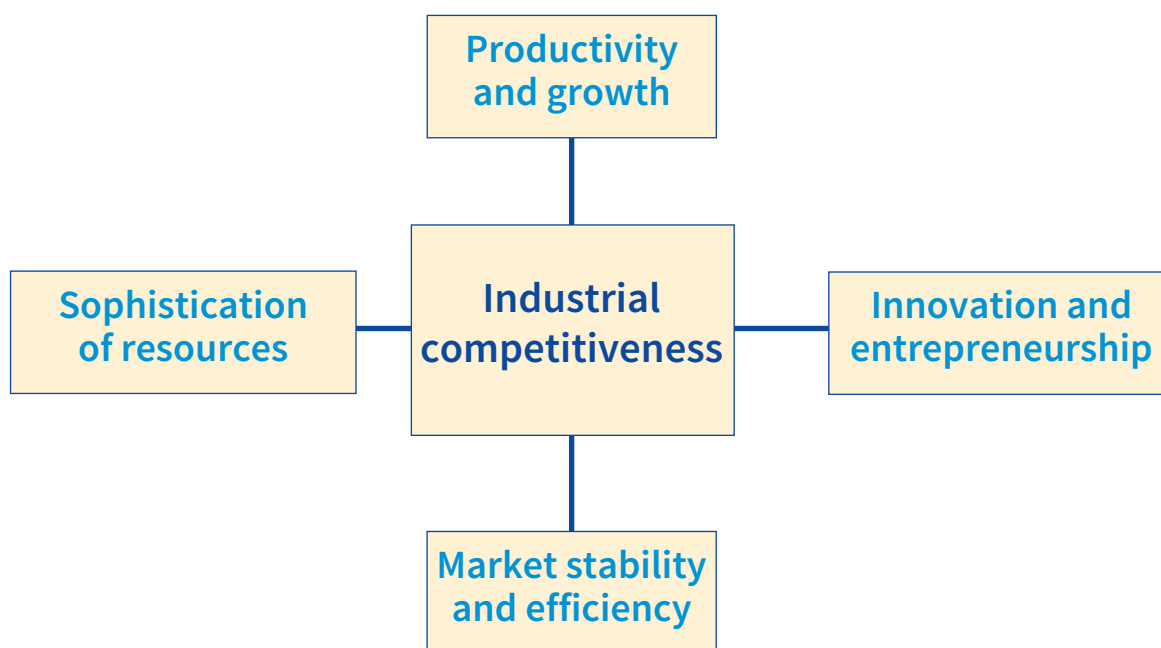 Productivity
and growth
Sophistication
of resources
Industrial
competitiveness
Innovation and
entrepreneurship
Market stability
and efficiency